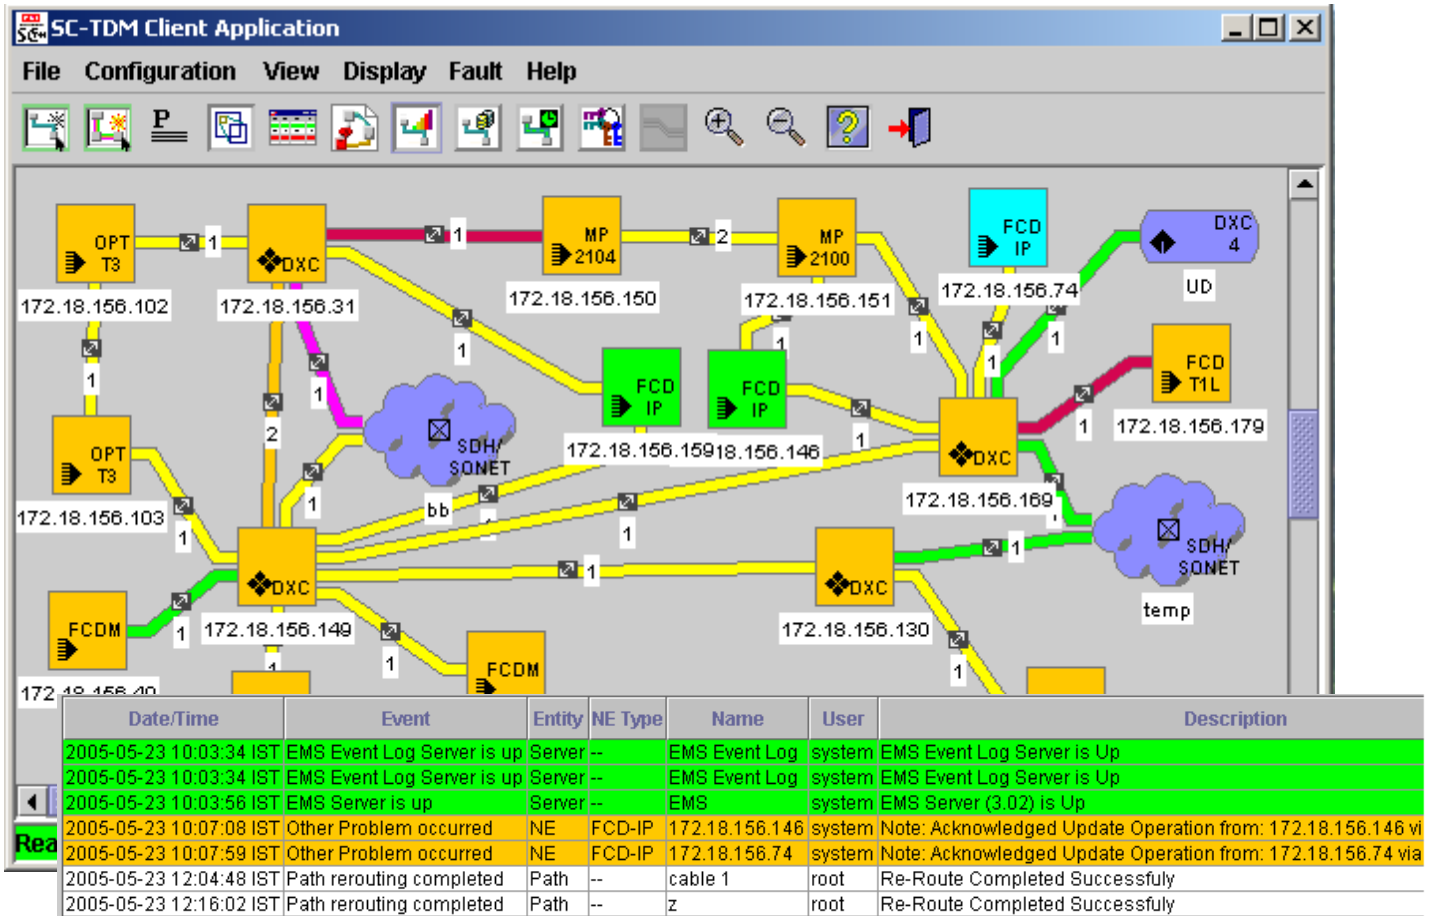 SC-TDM Client Application
File Configuration View Display Fault Help
P
OPT T3
172.18.156.102
1
DXC
172.18.156.31
1
MP 2104
172.18.156.150
2
MP 2100
172.18.156.151
FCD IP
172.18.156.74
DXC 4
UD
1
1
1
1
1
1
1
FCD T1L
172.18.156.179
1
FCD IP
172.18.156.159
FCD IP
18.156.146
1
2
SDH/ SONET
bb
1
1
DXC
172.18.156.169
OPT T3
172.18.156.103
1
1
SDH/ SONET
temp
1
1
DXC
172.18.156.149
DXC
172.18.156.130
FCDM
1
1
1
1
FCDM
172.18.156.40
Rea
Date/Time Event Entity NE Type Name User Description
2005-05-23 10:03:34 IST EMS Event Log Server is up Server -- EMS Event Log system EMS Event Log Server is Up
2005-05-23 10:03:34 IST EMS Event Log Server is up Server -- EMS Event Log system EMS Event Log Server is Up
2005-05-23 10:03:56 IST EMS Server is up Server -- EMS system EMS Server (3.02) is Up
2005-05-23 10:07:08 IST Other Problem occurred NE FCD-IP 172.18.156.146 system Note: Acknowledged Update Operation from: 172.18.156.146 vi
2005-05-23 10:07:59 IST Other Problem occurred NE FCD-IP 172.18.156.74 system Note: Acknowledged Update Operation from: 172.18.156.74 via
2005-05-23 12:04:48 IST Path rerouting completed Path -- cable 1 root Re-Route Completed Successfuly
2005-05-23 12:16:02 IST Path rerouting completed Path -- z root Re-Route Completed Successfuly